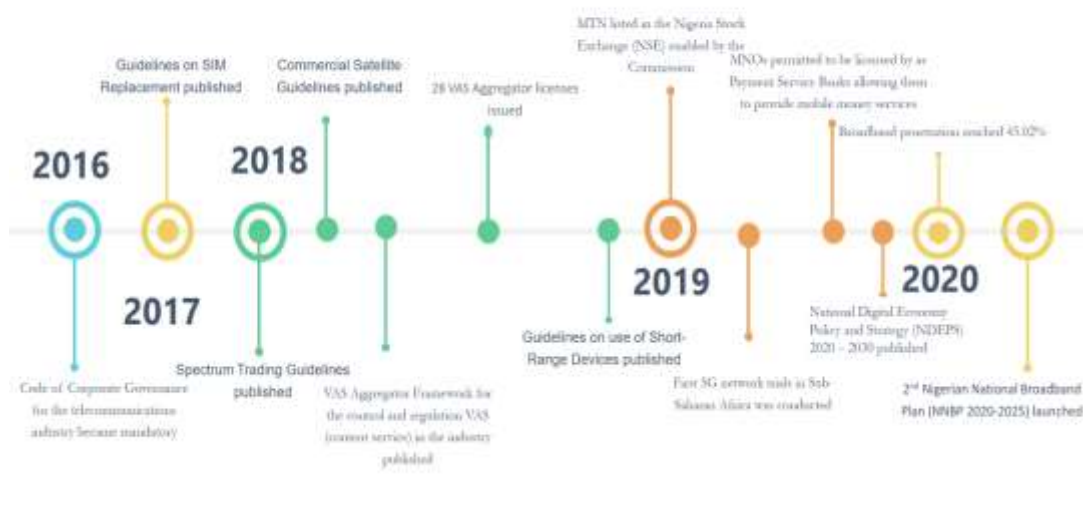 2016
Code of Corporate Governance
for the telecommunications
industry became mandatory
Guidelines on SIM
Replacement published
2017
2018
Spectrum Trading Guidelines
published
Commercial Satellite
Guidelines published
VAS Aggregator Framework for
the control and regulation VAS
(content service) in the industry
published
28 VAS Aggregator licenses
issued
Guidelines on use of Short-
Range Devices published
MTN listed in the Nigeria Stock
Exchange (NSE) enabled by the
Commission
2019
First 5G network trials in Sub-
Saharan Africa was conducted
MNOs permitted to be licensed by as
Payment Service Banks allowing them
to provide mobile money services
National Digital Economy
Policy and Strategy (NDEPS)
2020 – 2030 published
Broadband penetration reached 45.02%
2020
2nd Nigerian National Broadband
Plan (NNBP 2020-2025) launched